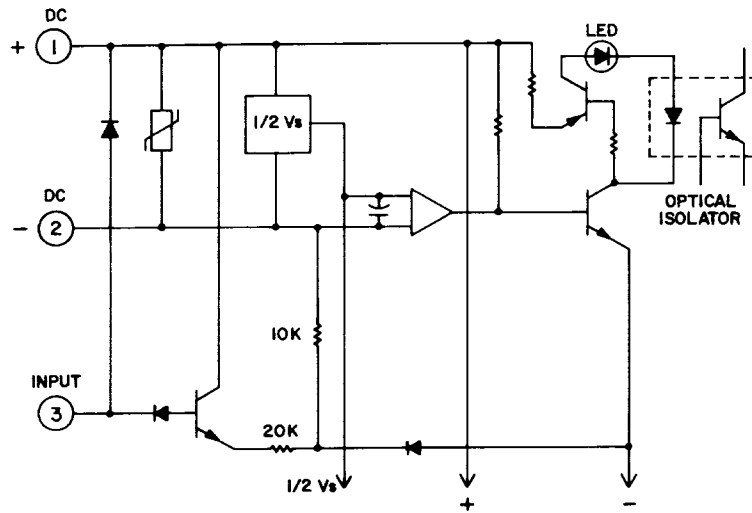 DC
+ 1
LED
1/2 Vs
DC
- 2
OPTICAL
ISOLATOR
10K
INPUT
3
20K
1/2 Vs
+
-